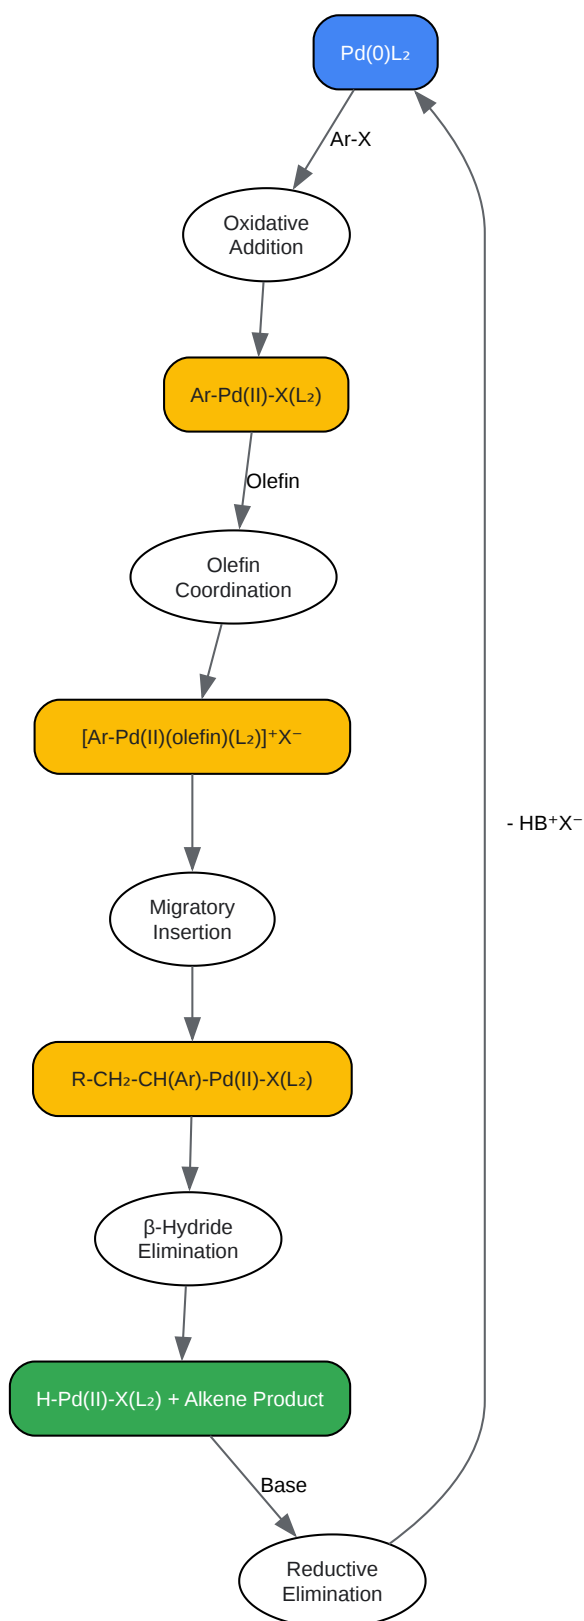 Pd(0)L₂
Ar-X
Oxidative
Addition
Ar-Pd(II)-X(L₂)
Olefin
Olefin
Coordination
[Ar-Pd(II)(olefin)(L₂)]⁺X⁻
- HB⁺X⁻
Migratory
Insertion
R-CH₂-CH(Ar)-Pd(II)-X(L₂)
β-Hydride
Elimination
H-Pd(II)-X(L₂) + Alkene Product
Base
Reductive
Elimination